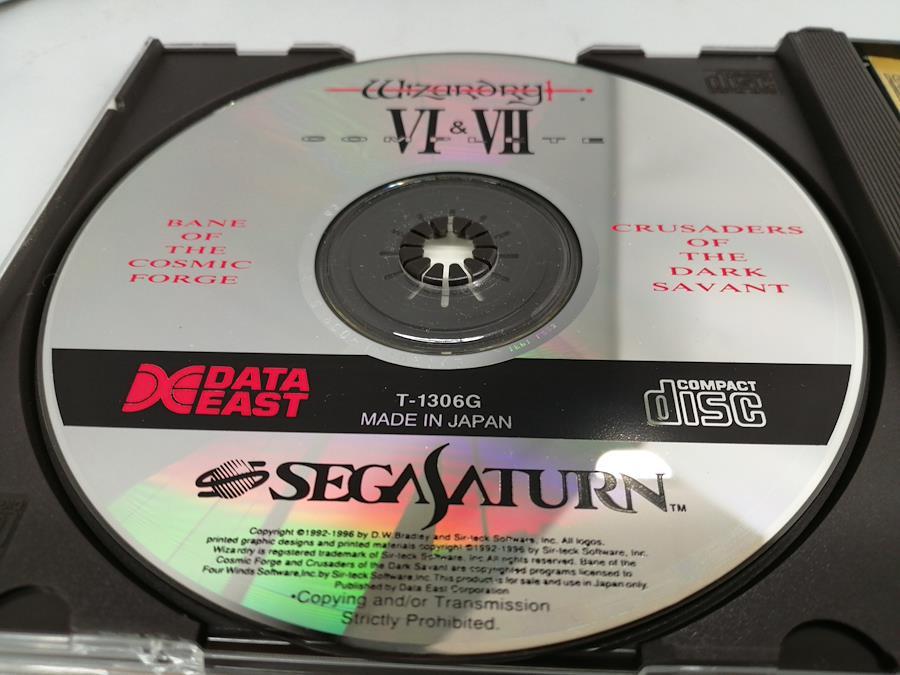 Wizardry
VI & VII
COMPLETE
BANE
OF
THE
COSMIC
FORGE
CRUSADERS
OF
THE
DARK
SAVANT
DATA
EAST
T-1306G
MADE IN JAPAN
COMPACT
disc
SEGA SATURN™
Copyright ©1992-1996 by D.W.Bradley and Sir-teck Software, Inc. All logos,
printed graphic designs and printed materials copyright ©1992-1996 by Sir-teck Software, Inc.
Wizardry is registered trademark of Sir-teck Software, Inc. All rights reserved. Bane of the
Cosmic Forge and Crusaders of the Dark Savant are copyrighted programs licensed to
Four Winds Software,Inc.by Sir-teck Software,Inc.This product is for sale and use in Japan only.
Published by Data East Corporation
•Copying and/or Transmission
Strictly Prohibited.